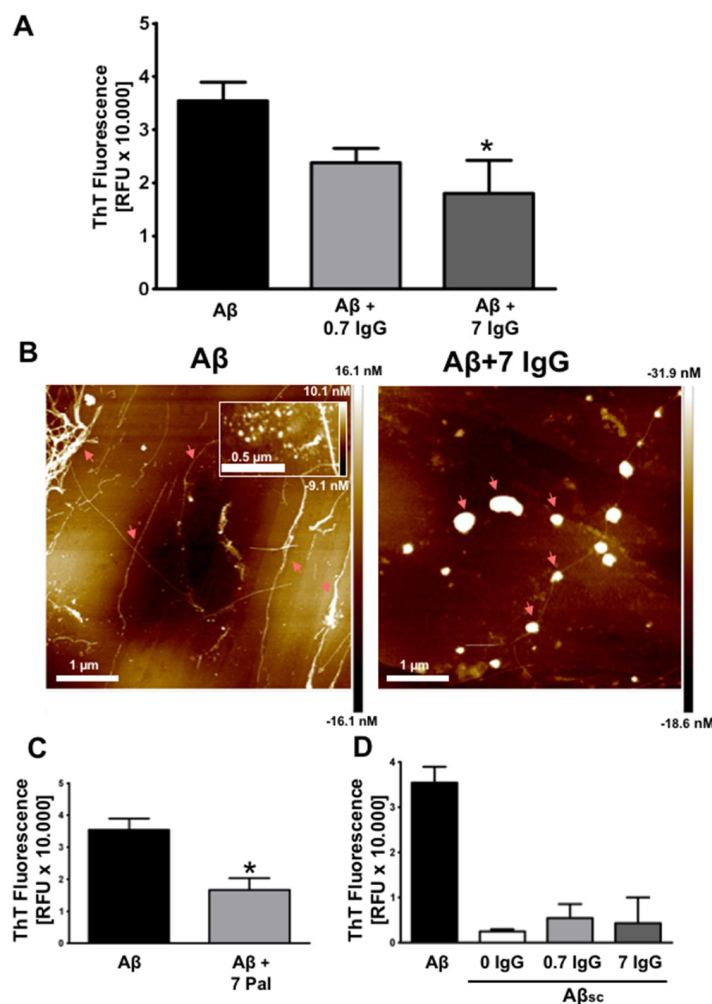 A
ThT Fluorescence
[RFU x 10.000]
5
4
3
2
1
0
*
Aβ
Aβ +
0.7 IgG
Aβ +
7 IgG
B
Aβ
Aβ+7 IgG
16.1 nM
10.1 nM
0.5 µm
-9.1 nM
1 µm
-16.1 nM
-31.9 nM
1 µm
-18.6 nM
C
ThT Fluorescence
[RFU x 10.000]
5
4
3
2
1
0
*
Aβ
Aβ +
7 Pal
D
ThT Fluorescence
[RFU x 10.000]
4
3
2
1
0
Aβ
0 IgG
0.7 IgG
7 IgG
Aβsc